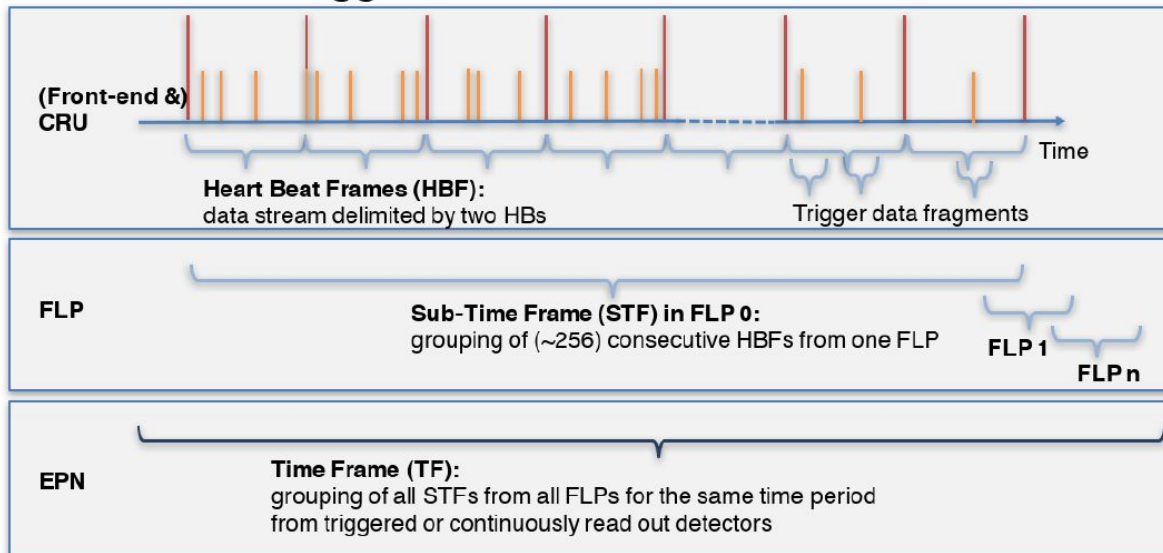 (Front-end &)
CRU
Time
Heart Beat Frames (HBF):
data stream delimited by two HBs
Trigger data fragments
FLP
Sub-Time Frame (STF) in FLP 0:
grouping of (~256) consecutive HBFs from one FLP
FLP 1
FLP n
EPN
Time Frame (TF):
grouping of all STFs from all FLPs for the same time period
from triggered or continuously read out detectors